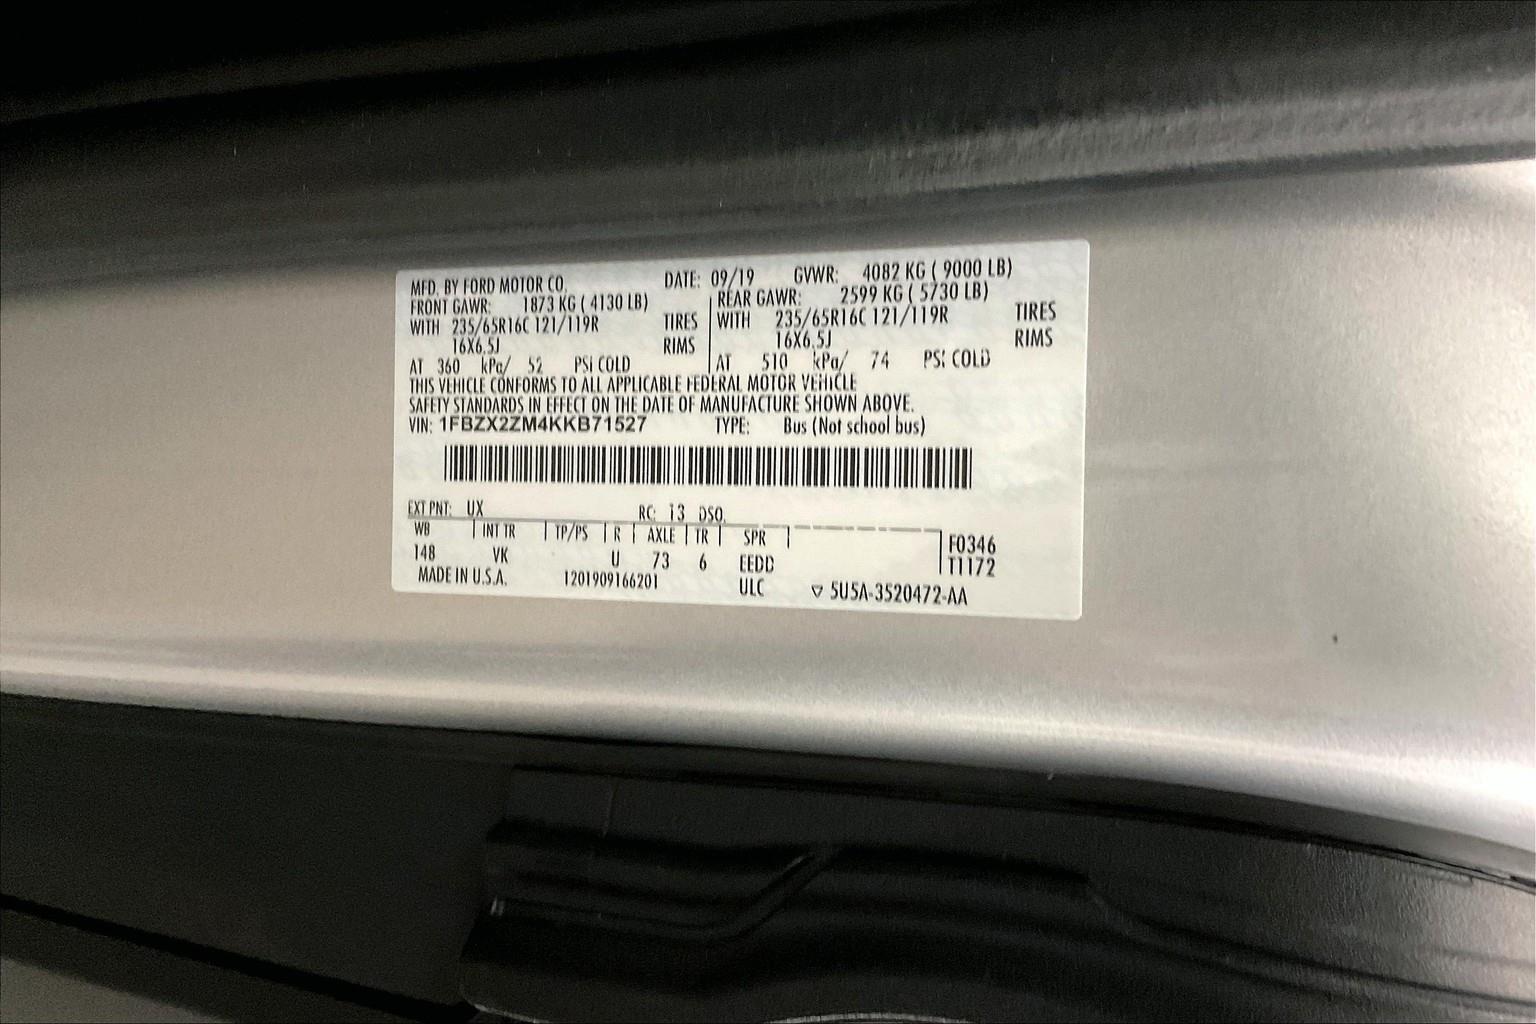 MFD. BY FORD MOTOR CO. DATE: 09/19 GVWR: 4082 KG ( 9000 LB)
FRONT GAWR: 1873 KG ( 4130 LB) REAR GAWR: 2599 KG ( 5730 LB)
WITH 235/65R16C 121/119R TIRES WITH 235/65R16C 121/119R TIRES
16X6.5J RIMS 16X6.5J RIMS
AT 360 kPa/ 52 PSI COLD AT 510 kPa/ 74 PSI COLD
THIS VEHICLE CONFORMS TO ALL APPLICABLE FEDERAL MOTOR VEHICLE
SAFETY STANDARDS IN EFFECT ON THE DATE OF MANUFACTURE SHOWN ABOVE.
VIN: 1FBZX2ZM4KKB71527 TYPE: Bus (Not school bus)
EXT PNT: UX RC: 13 DSO:
WB INT TR TP/PS R AXLE TR SPR F0346
148 VK U 73 6 EEDD T1172
MADE IN U.S.A. 1201909166201 ULC ▽ 5U5A-3520472-AA